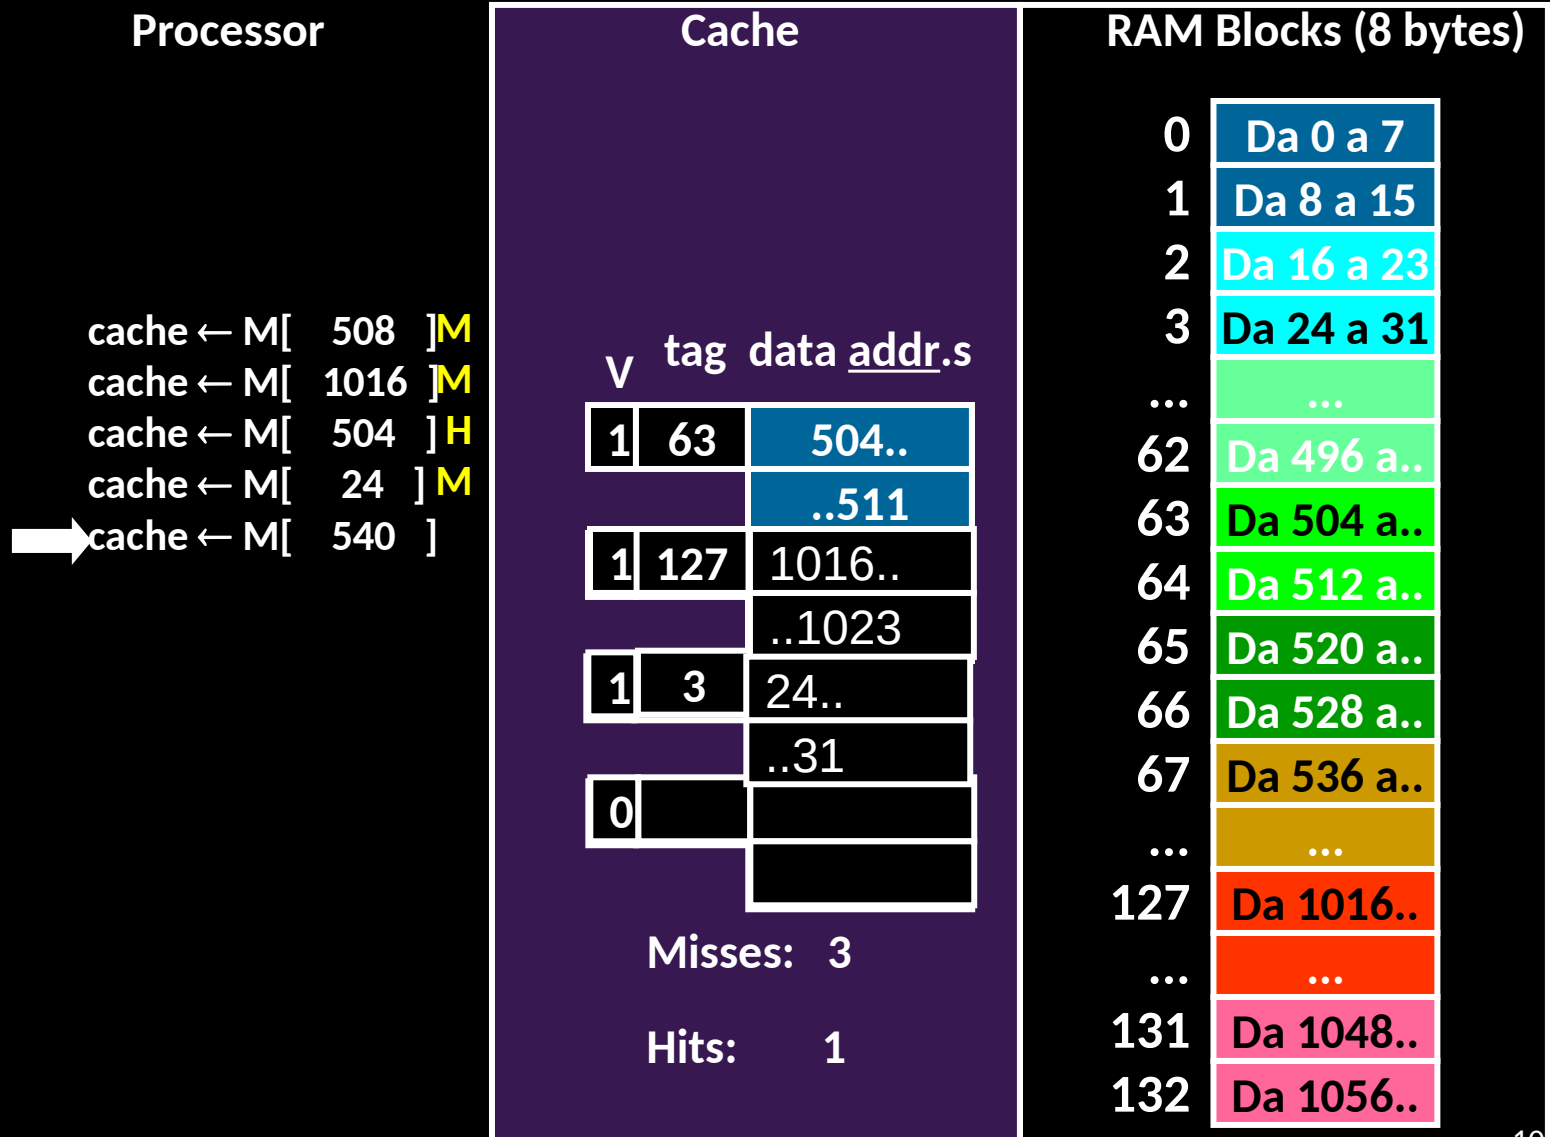 Processor
cache ← M[ 508 ]M
cache ← M[ 1016 ]M
cache ← M[ 504 ] H
cache ← M[ 24 ] M
cache ← M[ 540 ]
Cache
V tag data addr.s
1 63 504..
..511
1 127 1016..
..1023
1 3 24..
..31
0
Misses: 3
Hits: 1
RAM Blocks (8 bytes)
0 Da 0 a 7
1 Da 8 a 15
2 Da 16 a 23
3 Da 24 a 31
... ...
62 Da 496 a..
63 Da 504 a..
64 Da 512 a..
65 Da 520 a..
66 Da 528 a..
67 Da 536 a..
... ...
127 Da 1016..
... ...
131 Da 1048..
132 Da 1056..